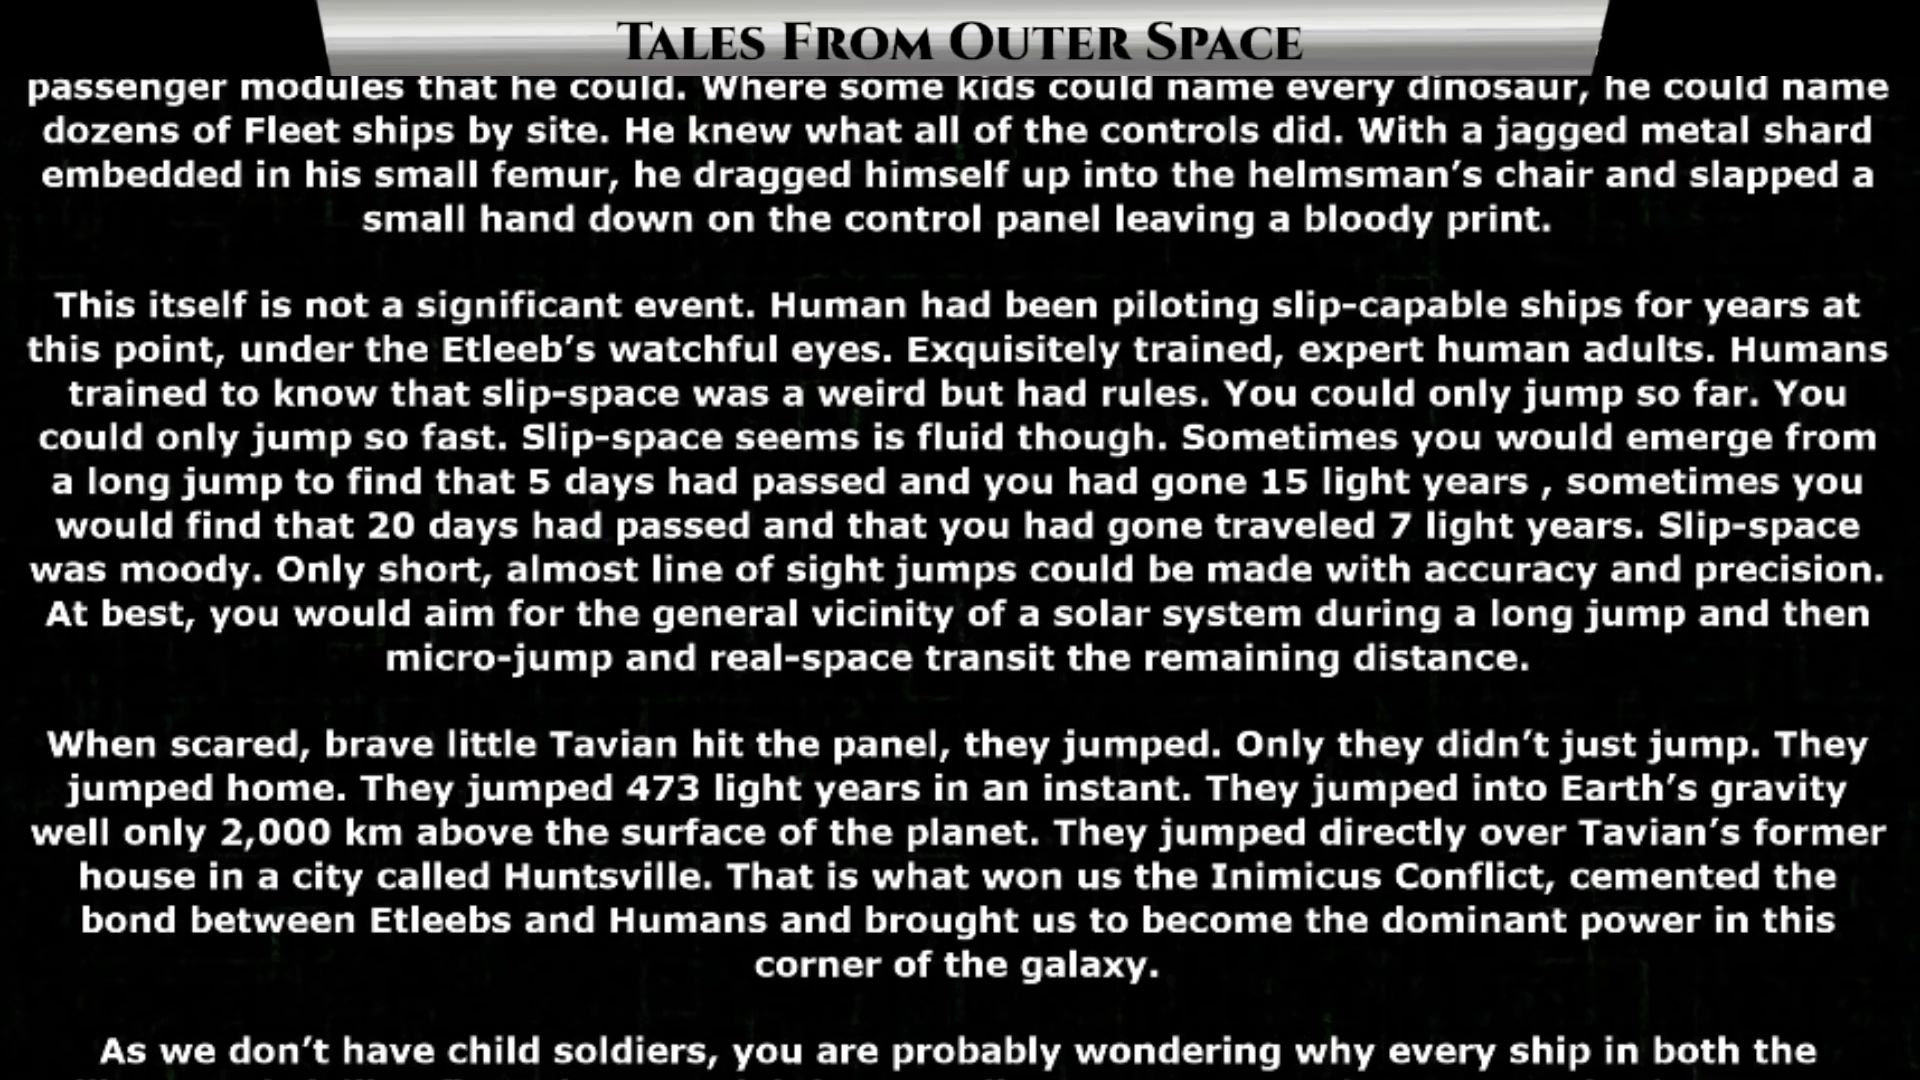 Tales From Outer Space
passenger modules that he could. Where some kids could name every dinosaur, he could name
dozens of Fleet ships by site. He knew what all of the controls did. With a jagged metal shard
embedded in his small femur, he dragged himself up into the helmsman’s chair and slapped a
small hand down on the control panel leaving a bloody print.
This itself is not a significant event. Human had been piloting slip-capable ships for years at
this point, under the Etleeb’s watchful eyes. Exquisitely trained, expert human adults. Humans
trained to know that slip-space was a weird but had rules. You could only jump so far. You
could only jump so fast. Slip-space seems is fluid though. Sometimes you would emerge from
a long jump to find that 5 days had passed and you had gone 15 light years , sometimes you
would find that 20 days had passed and that you had gone traveled 7 light years. Slip-space
was moody. Only short, almost line of sight jumps could be made with accuracy and precision.
At best, you would aim for the general vicinity of a solar system during a long jump and then
micro-jump and real-space transit the remaining distance.
When scared, brave little Tavian hit the panel, they jumped. Only they didn’t just jump. They
jumped home. They jumped 473 light years in an instant. They jumped into Earth’s gravity
well only 2,000 km above the surface of the planet. They jumped directly over Tavian’s former
house in a city called Huntsville. That is what won us the Inimicus Conflict, cemented the
bond between Etleebs and Humans and brought us to become the dominant power in this
corner of the galaxy.
As we don’t have child soldiers, you are probably wondering why every ship in both the